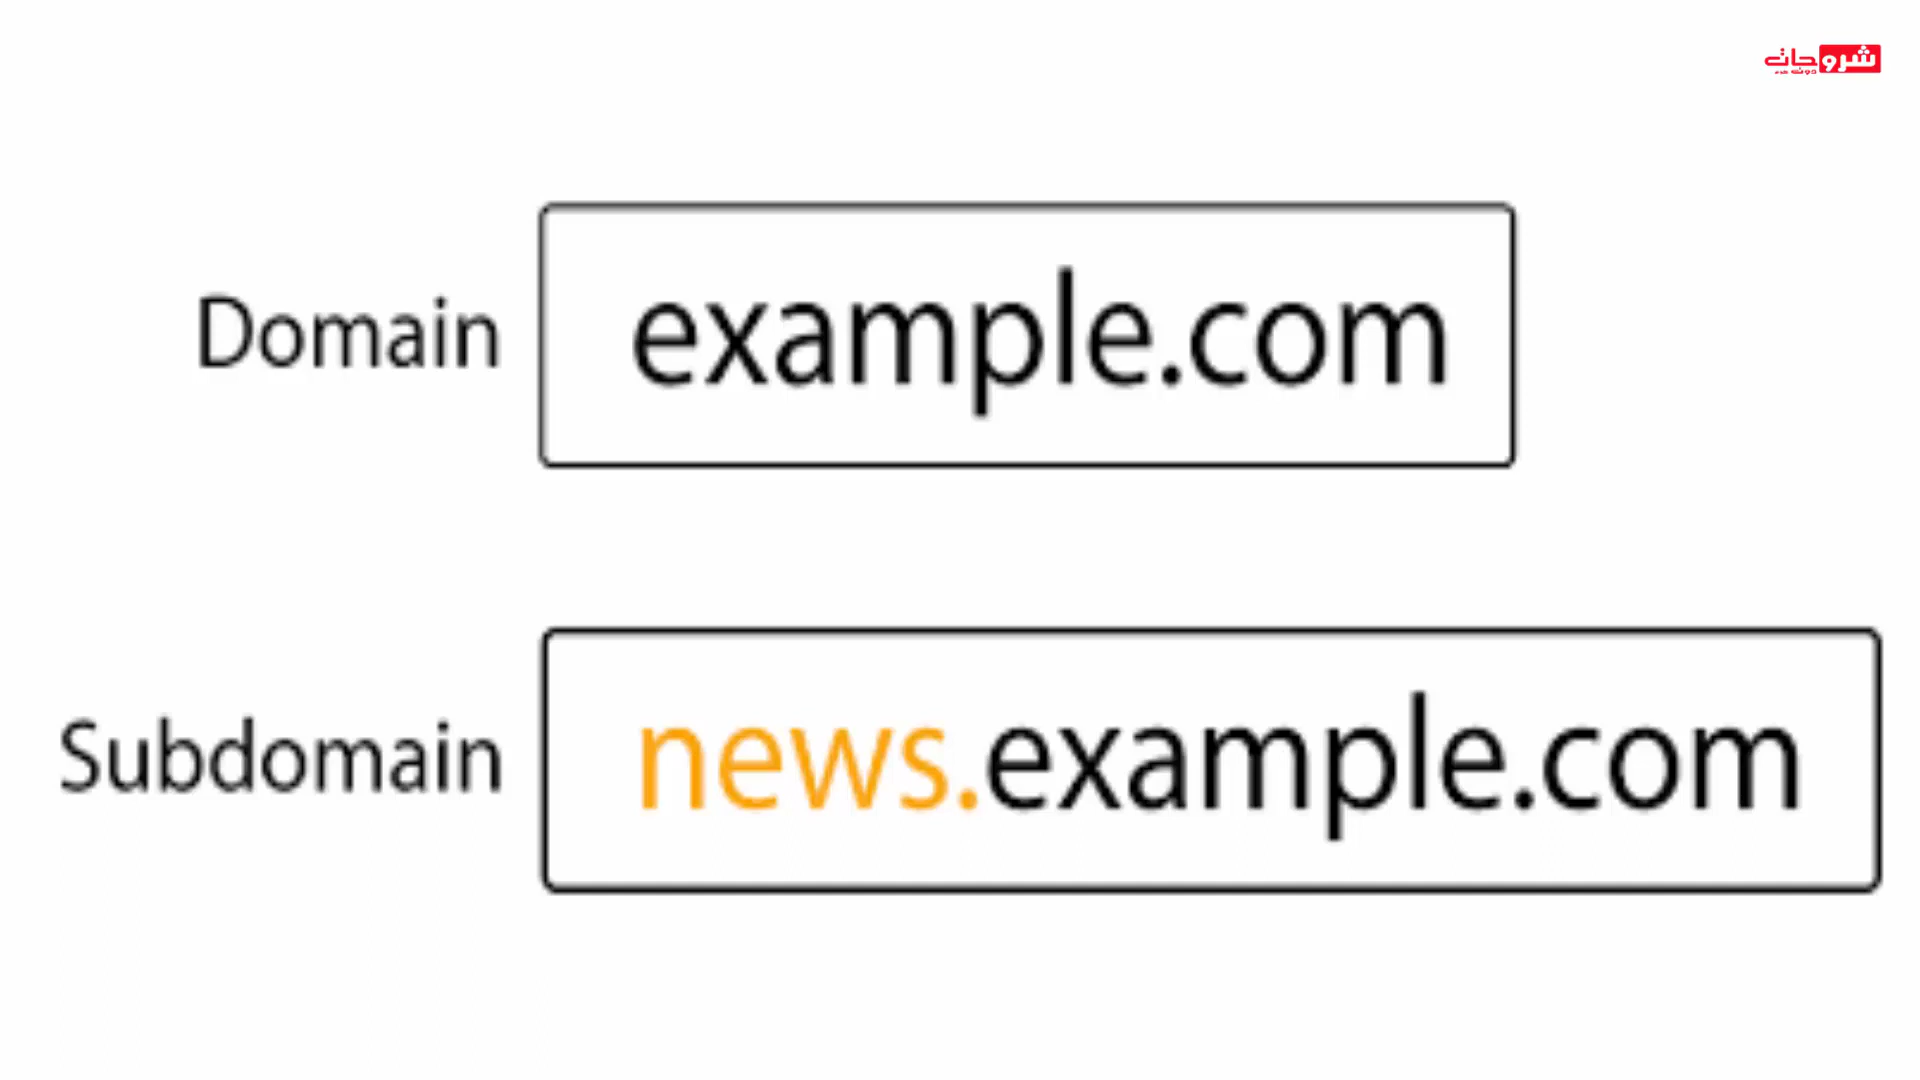 شروحات
Domain
example.com
Subdomain
news.example.com